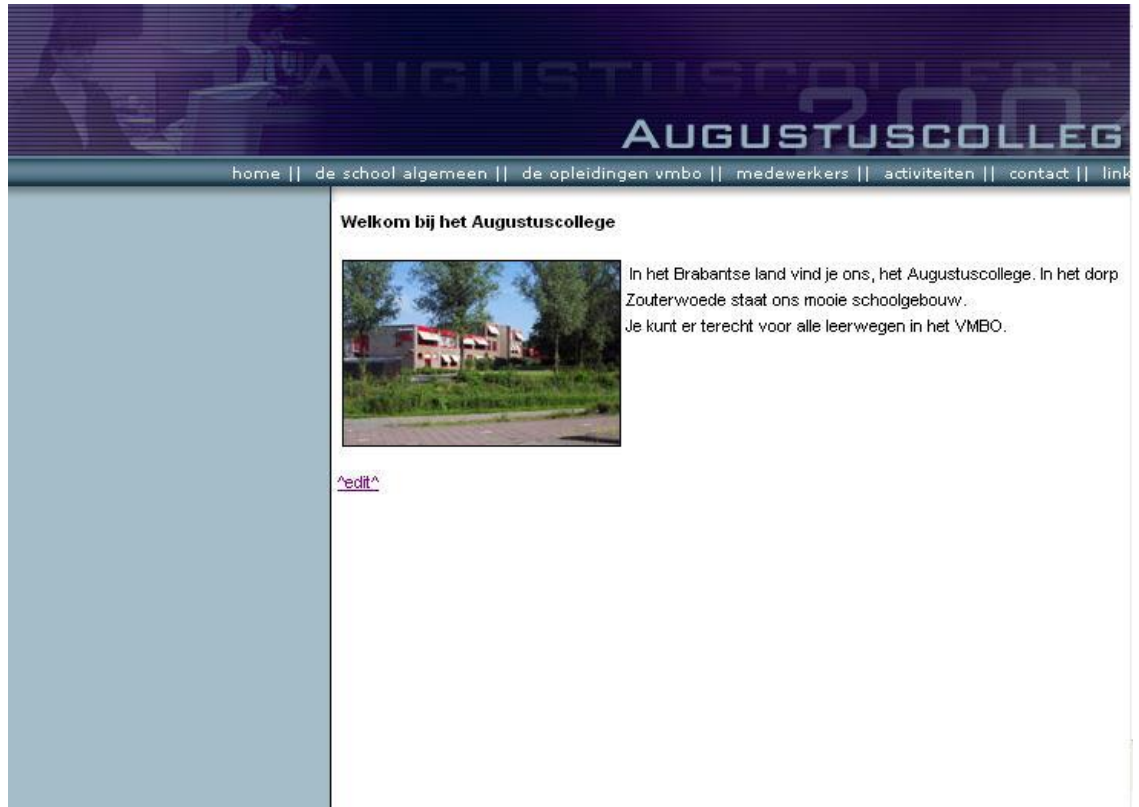 AUGUSTUSCOLLEGE
200
AUGUSTUSCOLLEG
home || de school algemeen || de opleidingen vmbo || medewerkers || activiteiten || contact || link
Welkom bij het Augustuscollege
In het Brabantse land vind je ons, het Augustuscollege. In het dorp
Zouterwoede staat ons mooie schoolgebouw.
Je kunt er terecht voor alle leerwegen in het VMBO.
^edit^